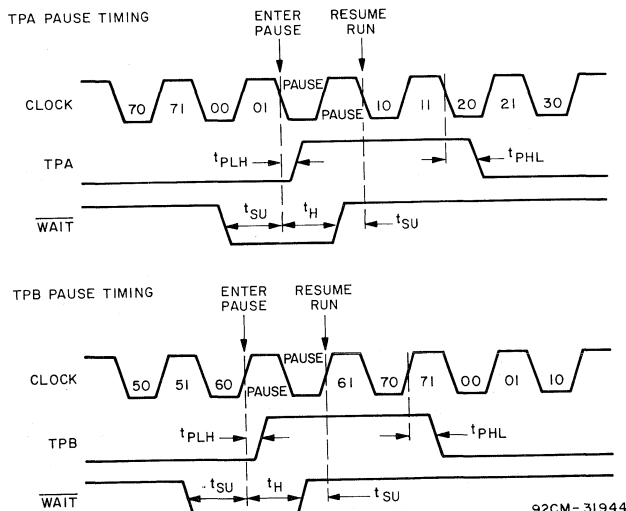 TPA PAUSE TIMING
ENTER PAUSE
RESUME RUN
CLOCK
70 71 00 01 PAUSE PAUSE 10 11 20 21 30
TPA
tPLH
tPHL
WAIT
tSU
tH
tSU
TPB PAUSE TIMING
ENTER PAUSE
RESUME RUN
CLOCK
50 51 60 PAUSE PAUSE 61 70 71 00 01 10
TPB
tPLH
tPHL
WAIT
tSU
tH
tSU
92CM-31944